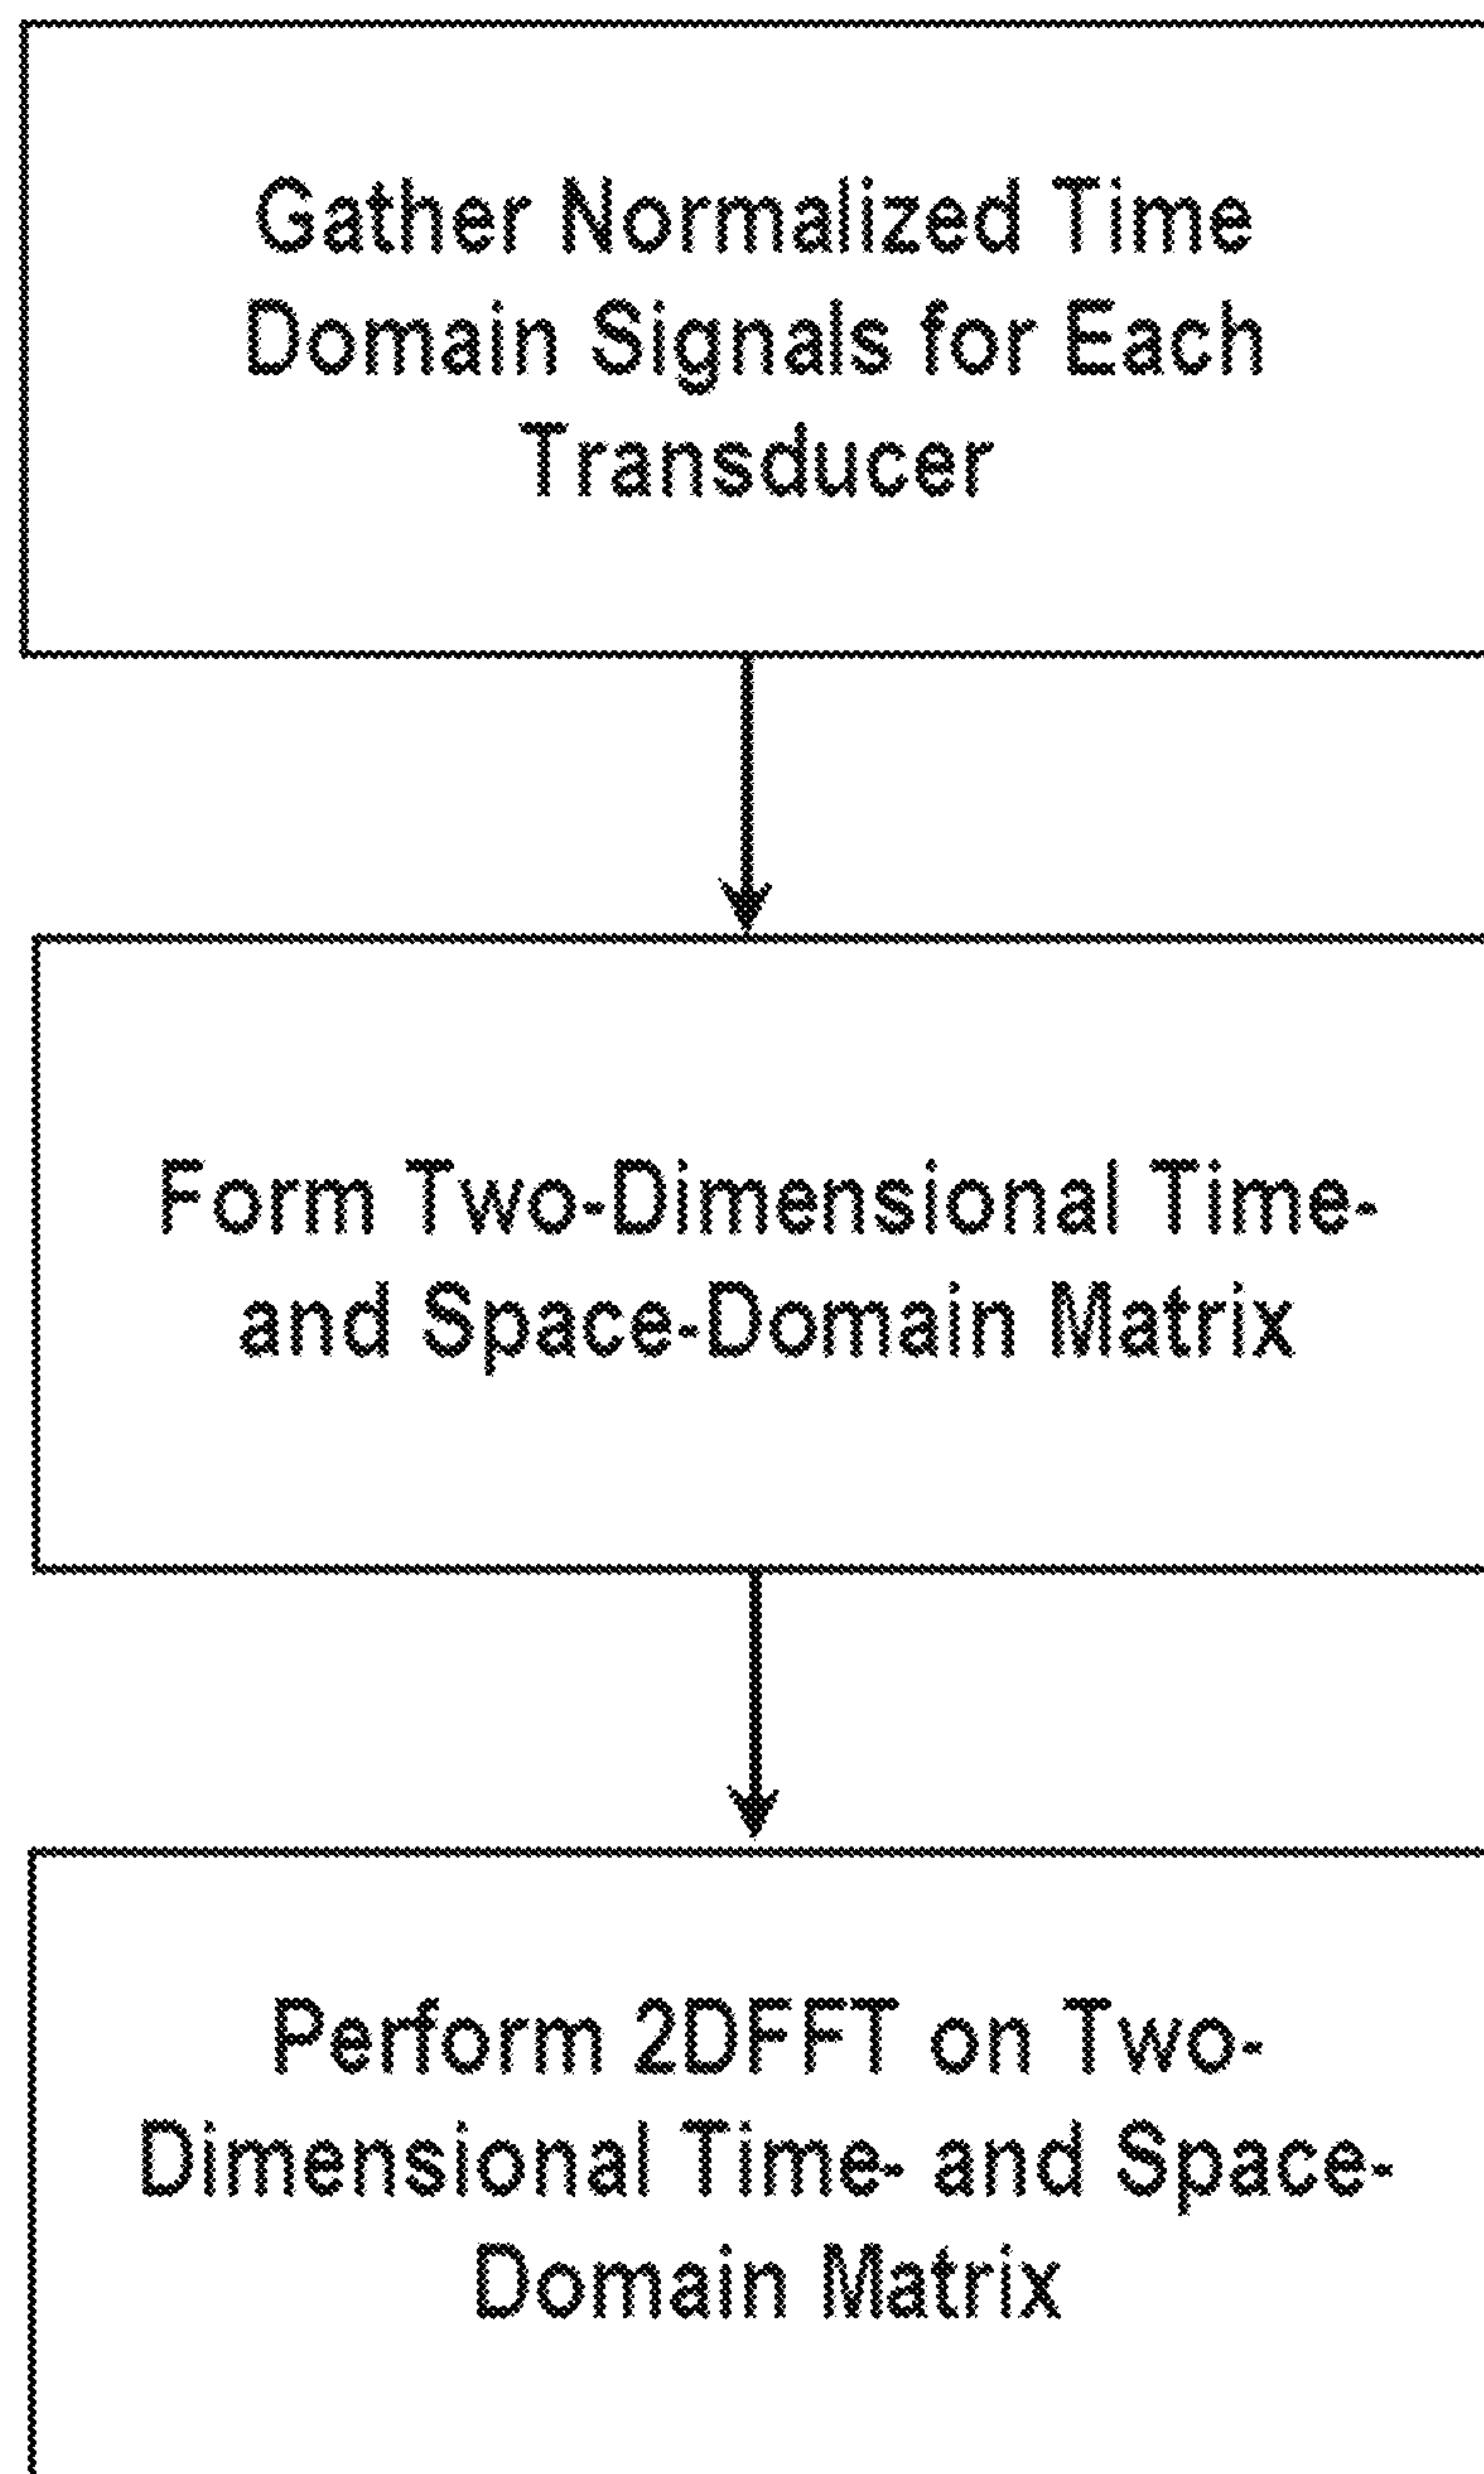 Gather Normalized Time
Domain Signals for Each
Transducer
Form Two-Dimensional Time-
and Space-Domain Matrix
Perform 2DFFT on Two-
Dimensional Time- and Space-
Domain Matrix